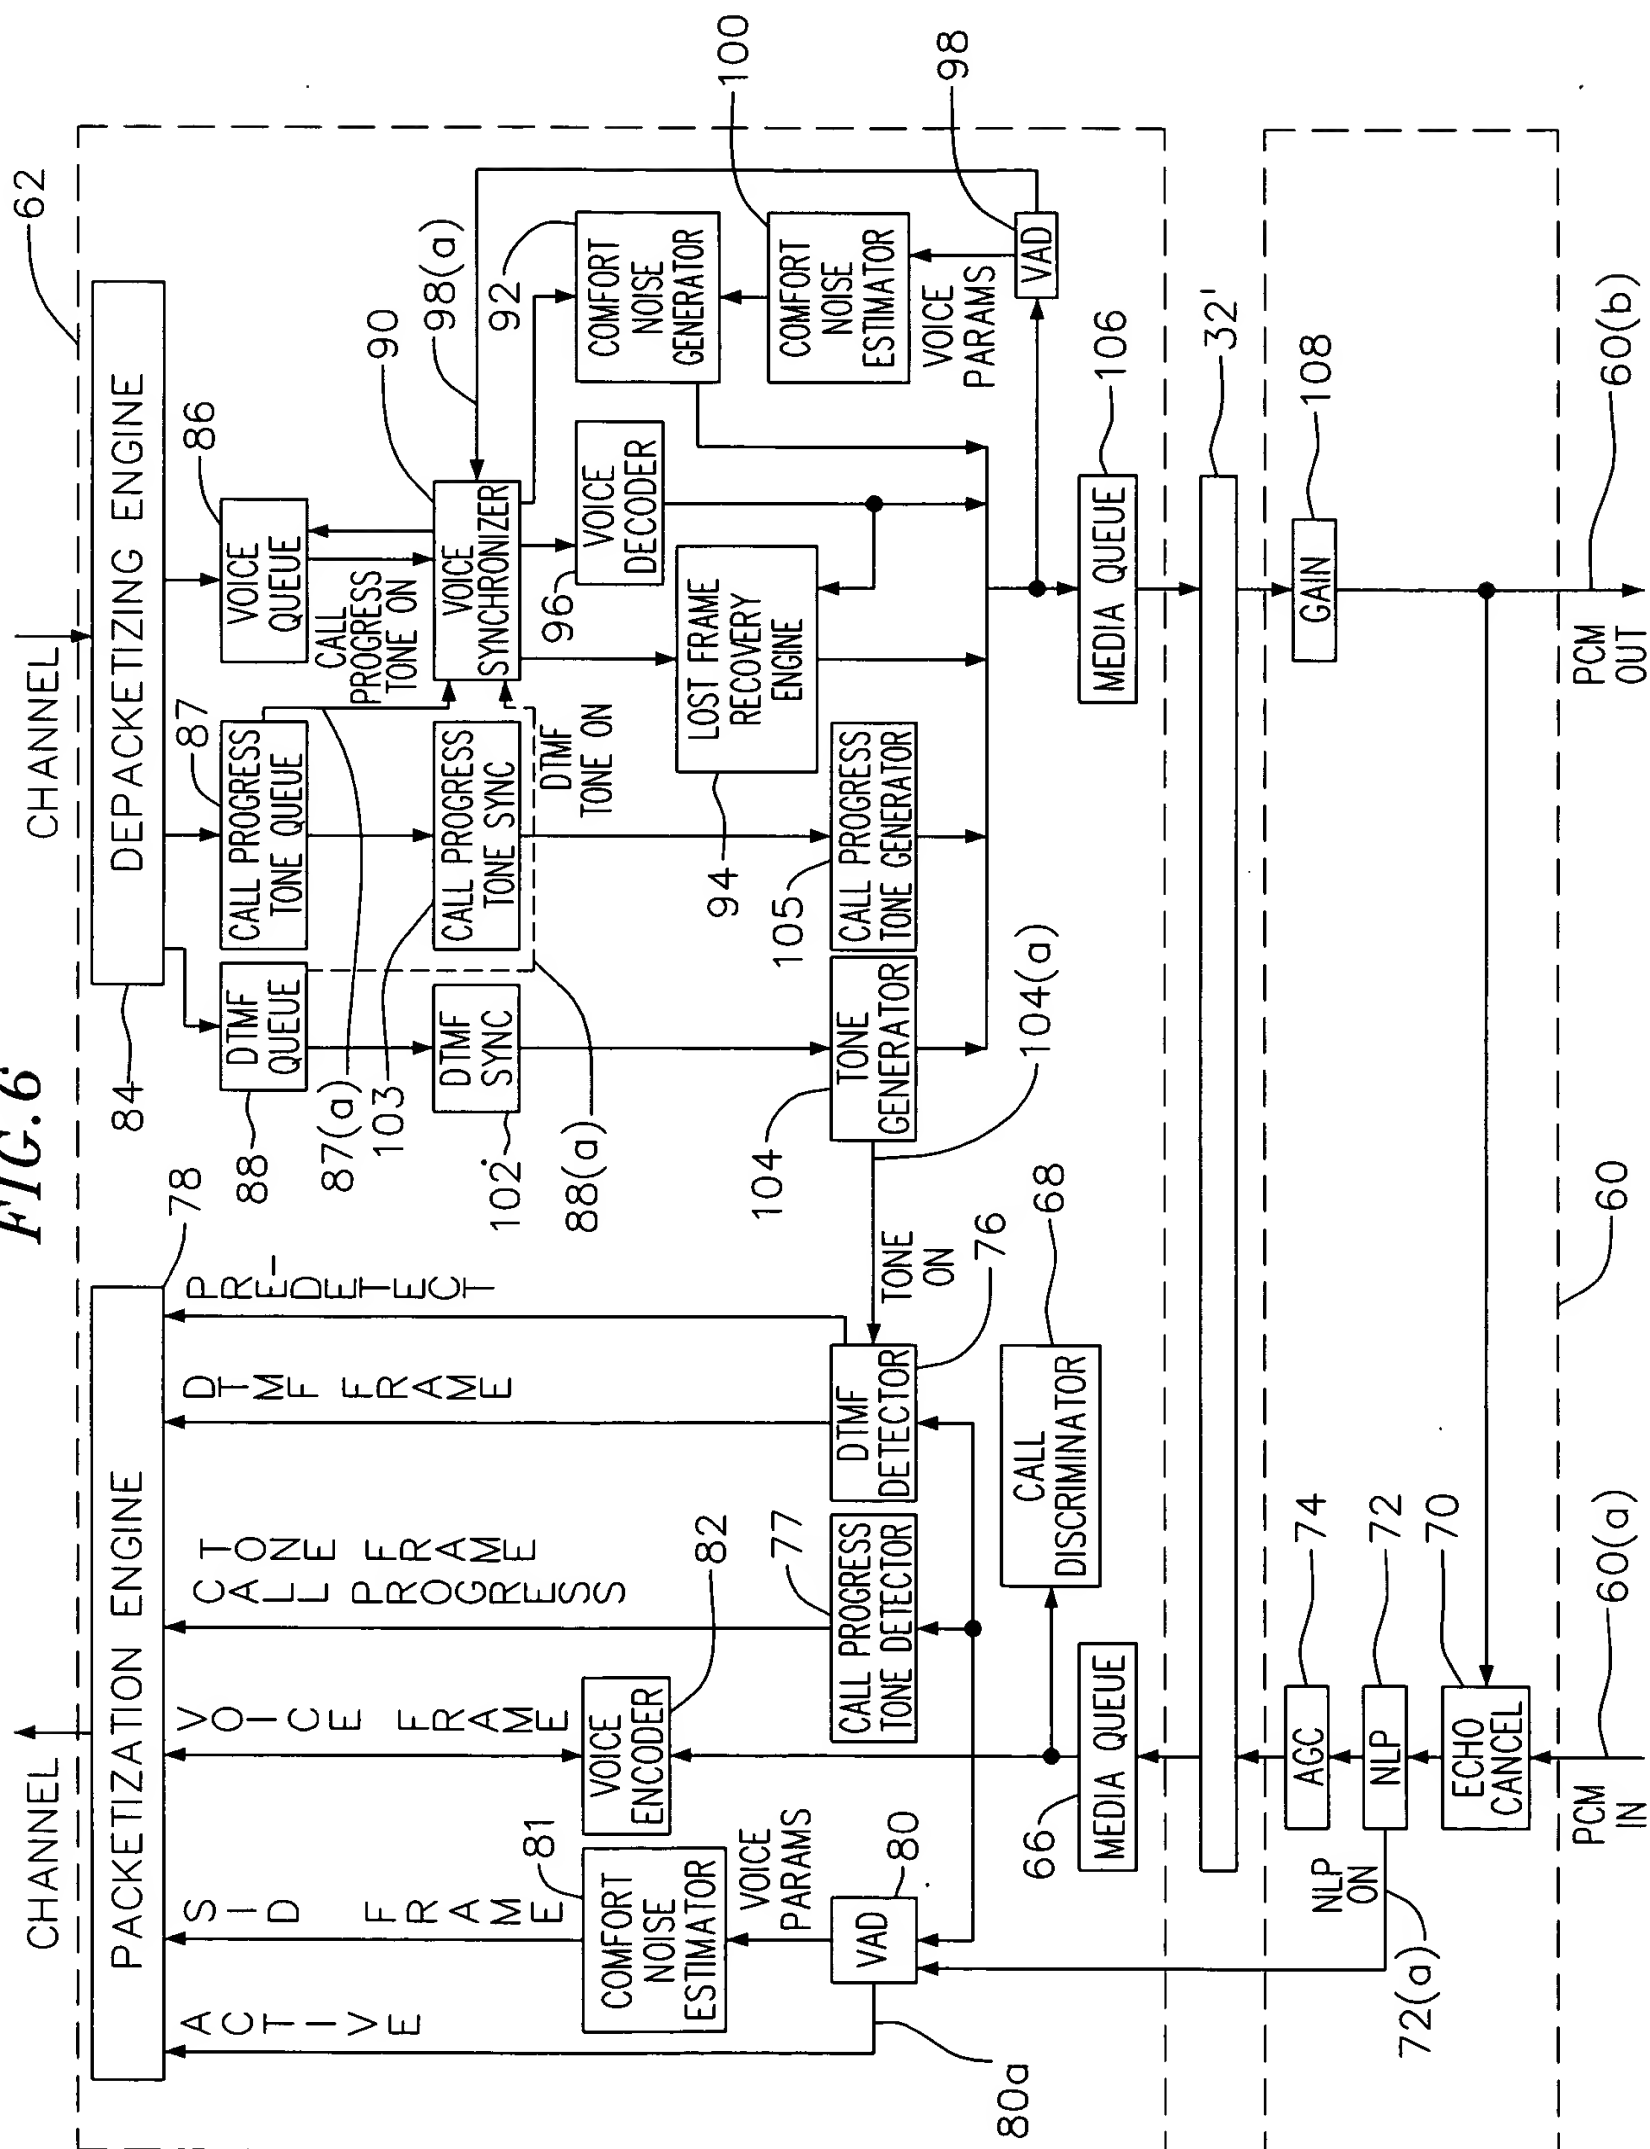 FIG.6
CHANNEL
CHANNEL
62
PACKETIZATION ENGINE
78
DEPACKETIZING ENGINE
84
ACTIVE
SID FRAME
VOICE FRAME
CALL PROGRESS
TONE FRAME
DTMF FRAME
PRE-
DETECT
DTMF
QUEUE
88
CALL PROGRESS
TONE QUEUE
87
VOICE
QUEUE
86
87(a)
CALL
PROGRESS
TONE ON
90
98(a)
103
DTMF
SYNC
102
CALL PROGRESS
TONE SYNC
VOICE
SYNCHRONIZER
88(a)
DTMF
TONE ON
92
COMFORT
NOISE
GENERATOR
96
VOICE
DECODER
81
COMFORT
NOISE
ESTIMATOR
VOICE
ENCODER
82
LOST FRAME
RECOVERY
ENGINE
94
100
COMFORT
NOISE
ESTIMATOR
VOICE
PARAMS
VOICE
PARAMS
98
VAD
VAD
80
80a
77
CALL PROGRESS
TONE DETECTOR
DTMF
DETECTOR
76
TONE
ON
104
TONE
GENERATOR
104(a)
105
CALL PROGRESS
TONE GENERATOR
CALL
DISCRIMINATOR
68
66
MEDIA QUEUE
MEDIA QUEUE
106
32'
NLP
ON
72(a)
AGC
74
NLP
72
ECHO
CANCEL
70
GAIN
108
PCM
IN
60(a)
60
PCM
OUT
60(b)